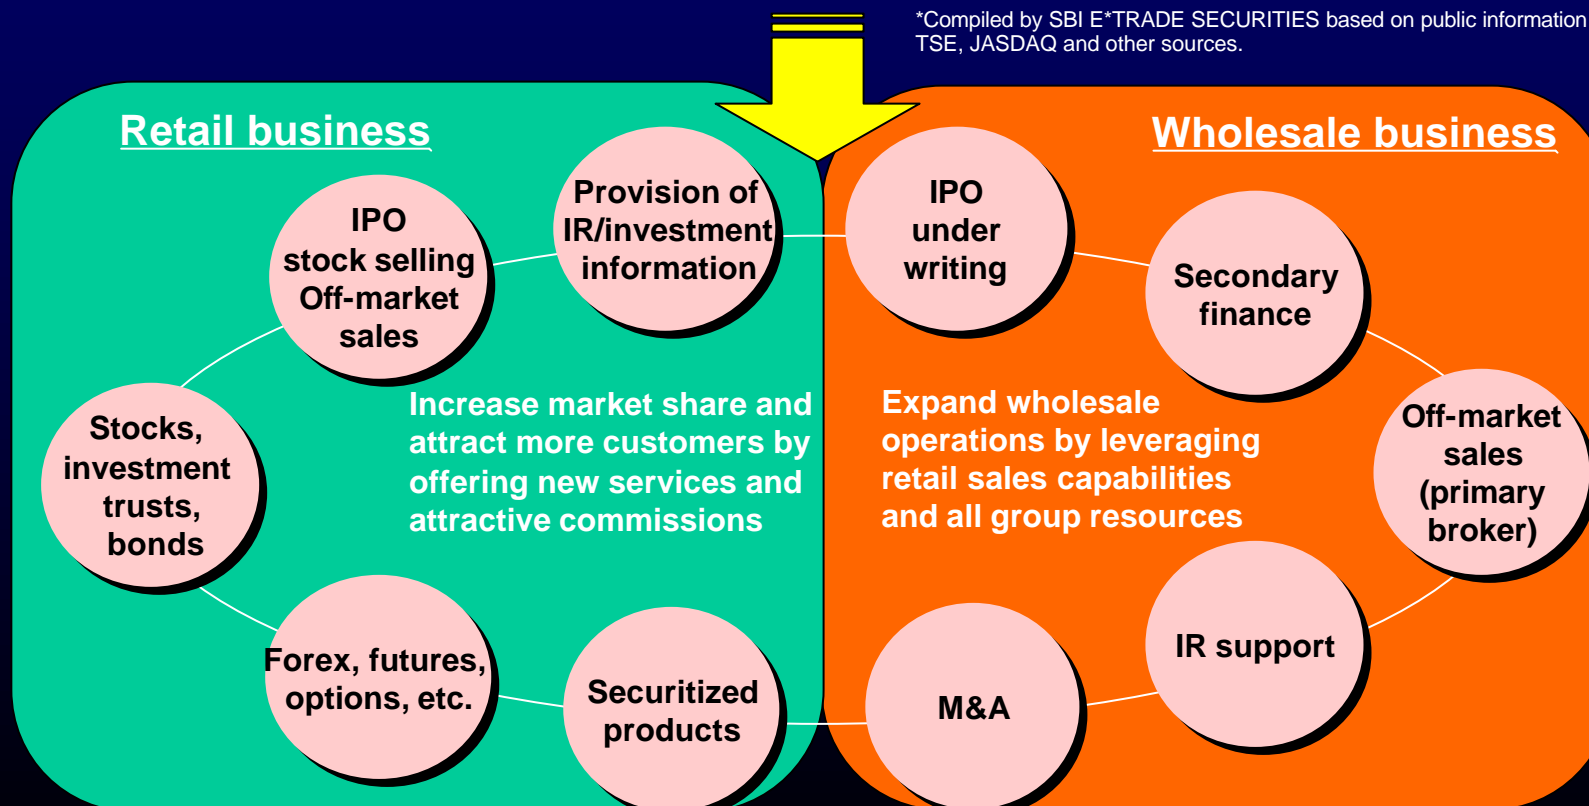 *Compiled by SBI E*TRADE SECURITIES based on public information
TSE, JASDAQ and other sources.
Retail business
Wholesale business
Provision of
IR/investment
information
IPO
stock selling
Off-market
sales
Stocks,
investment
trusts,
bonds
Forex, futures,
options, etc.
Securitized
products
Increase market share and
attract more customers by
offering new services and
attractive commissions
IPO
under
writing
Secondary
finance
Off-market
sales
(primary
broker)
IR support
M&A
Expand wholesale
operations by leveraging
retail sales capabilities
and all group resources